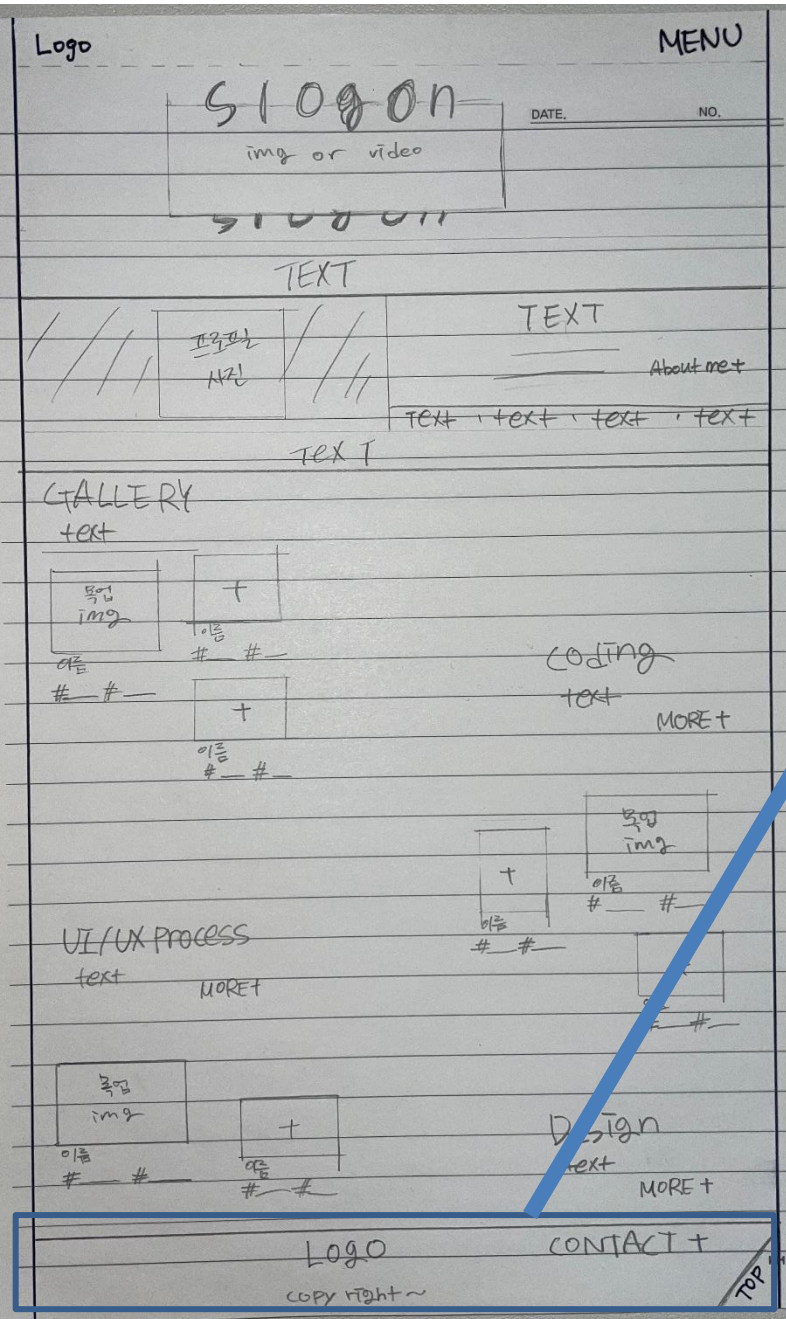 Logo
MENU
DATE.
NO.
Slogon
img or video
TEXT
프로필
사진
TEXT
About me+
Text · text · text · text
TEXT
GALLERY
text
목업
img
+
이름
이름
# #
# #
+
이름
# #
coding
text
MORE+
목업
img
+
이름
# #
이름
# #
UI/UX process
text
MORE+
# #
목업
img
+
이름
# #
이름
# #
Design
text
MORE+
LOGO
CONTACT +
TOP
copy right~